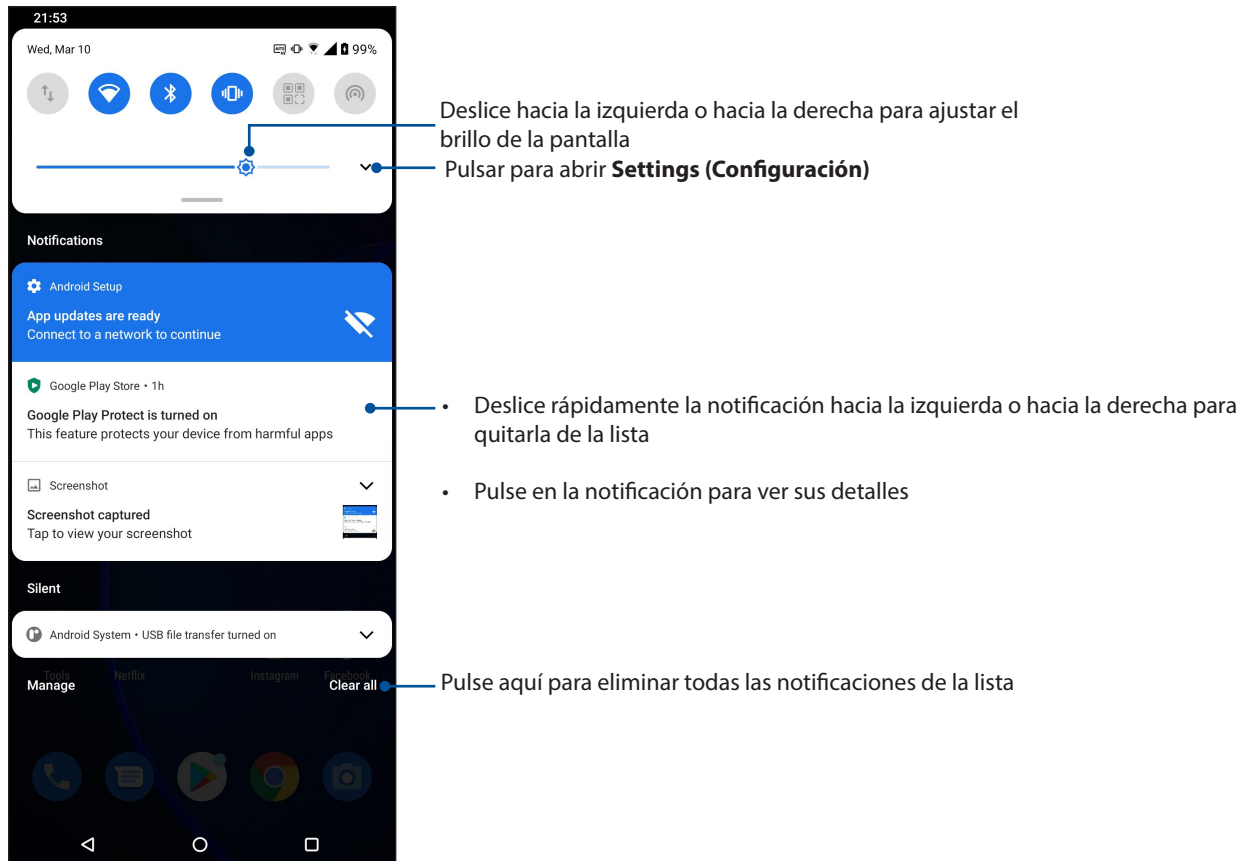 21:53
Wed, Mar 10
99%
Deslice hacia la izquierda o hacia la derecha para ajustar el
brillo de la pantalla
Pulsar para abrir Settings (Configuración)
Notifications
Android Setup
App updates are ready
Connect to a network to continue
Google Play Store • 1h
Google Play Protect is turned on
This feature protects your device from harmful apps
• Deslice rápidamente la notificación hacia la izquierda o hacia la derecha para
quitarla de la lista
• Pulse en la notificación para ver sus detalles
Screenshot
Screenshot captured
Tap to view your screenshot
Silent
Android System • USB file transfer turned on
Tools Netflix Instagram Facebook
Manage Clear all
Pulse aquí para eliminar todas las notificaciones de la lista